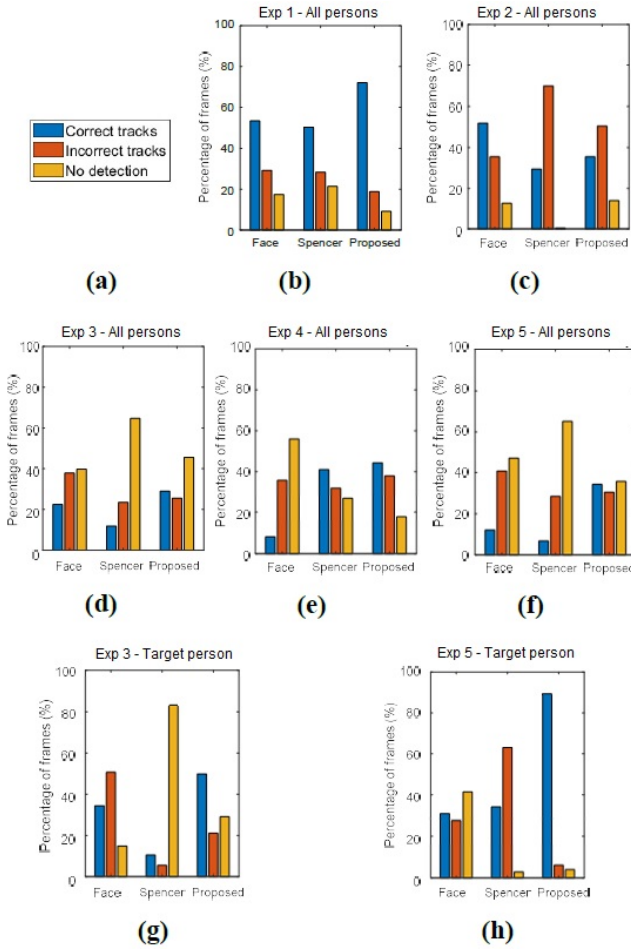 Exp 1 - All persons
Exp 2 - All persons
Correct tracks
Incorrect tracks
No detection
Percentage of frames (%)
100
80
60
40
20
0
Face Spencer Proposed
Percentage of frames (%)
100
80
60
40
20
0
Face Spencer Proposed
(a) (b) (c)
Exp 3 - All persons
Exp 4 - All persons
Exp 5 - All persons
Percentage of frames (%)
100
80
60
40
20
0
Face Spencer Proposed
Percentage of frames (%)
100
80
60
40
20
0
Face Spencer Proposed
Percentage of frames (%)
100
80
60
40
20
0
Face Spencer Proposed
(d) (e) (f)
Exp 3 - Target person
Exp 5 - Target person
Percentage of frames (%)
100
80
60
40
20
0
Face Spencer Proposed
Percentage of frames (%)
100
80
60
40
20
0
Face Spencer Proposed
(g) (h)